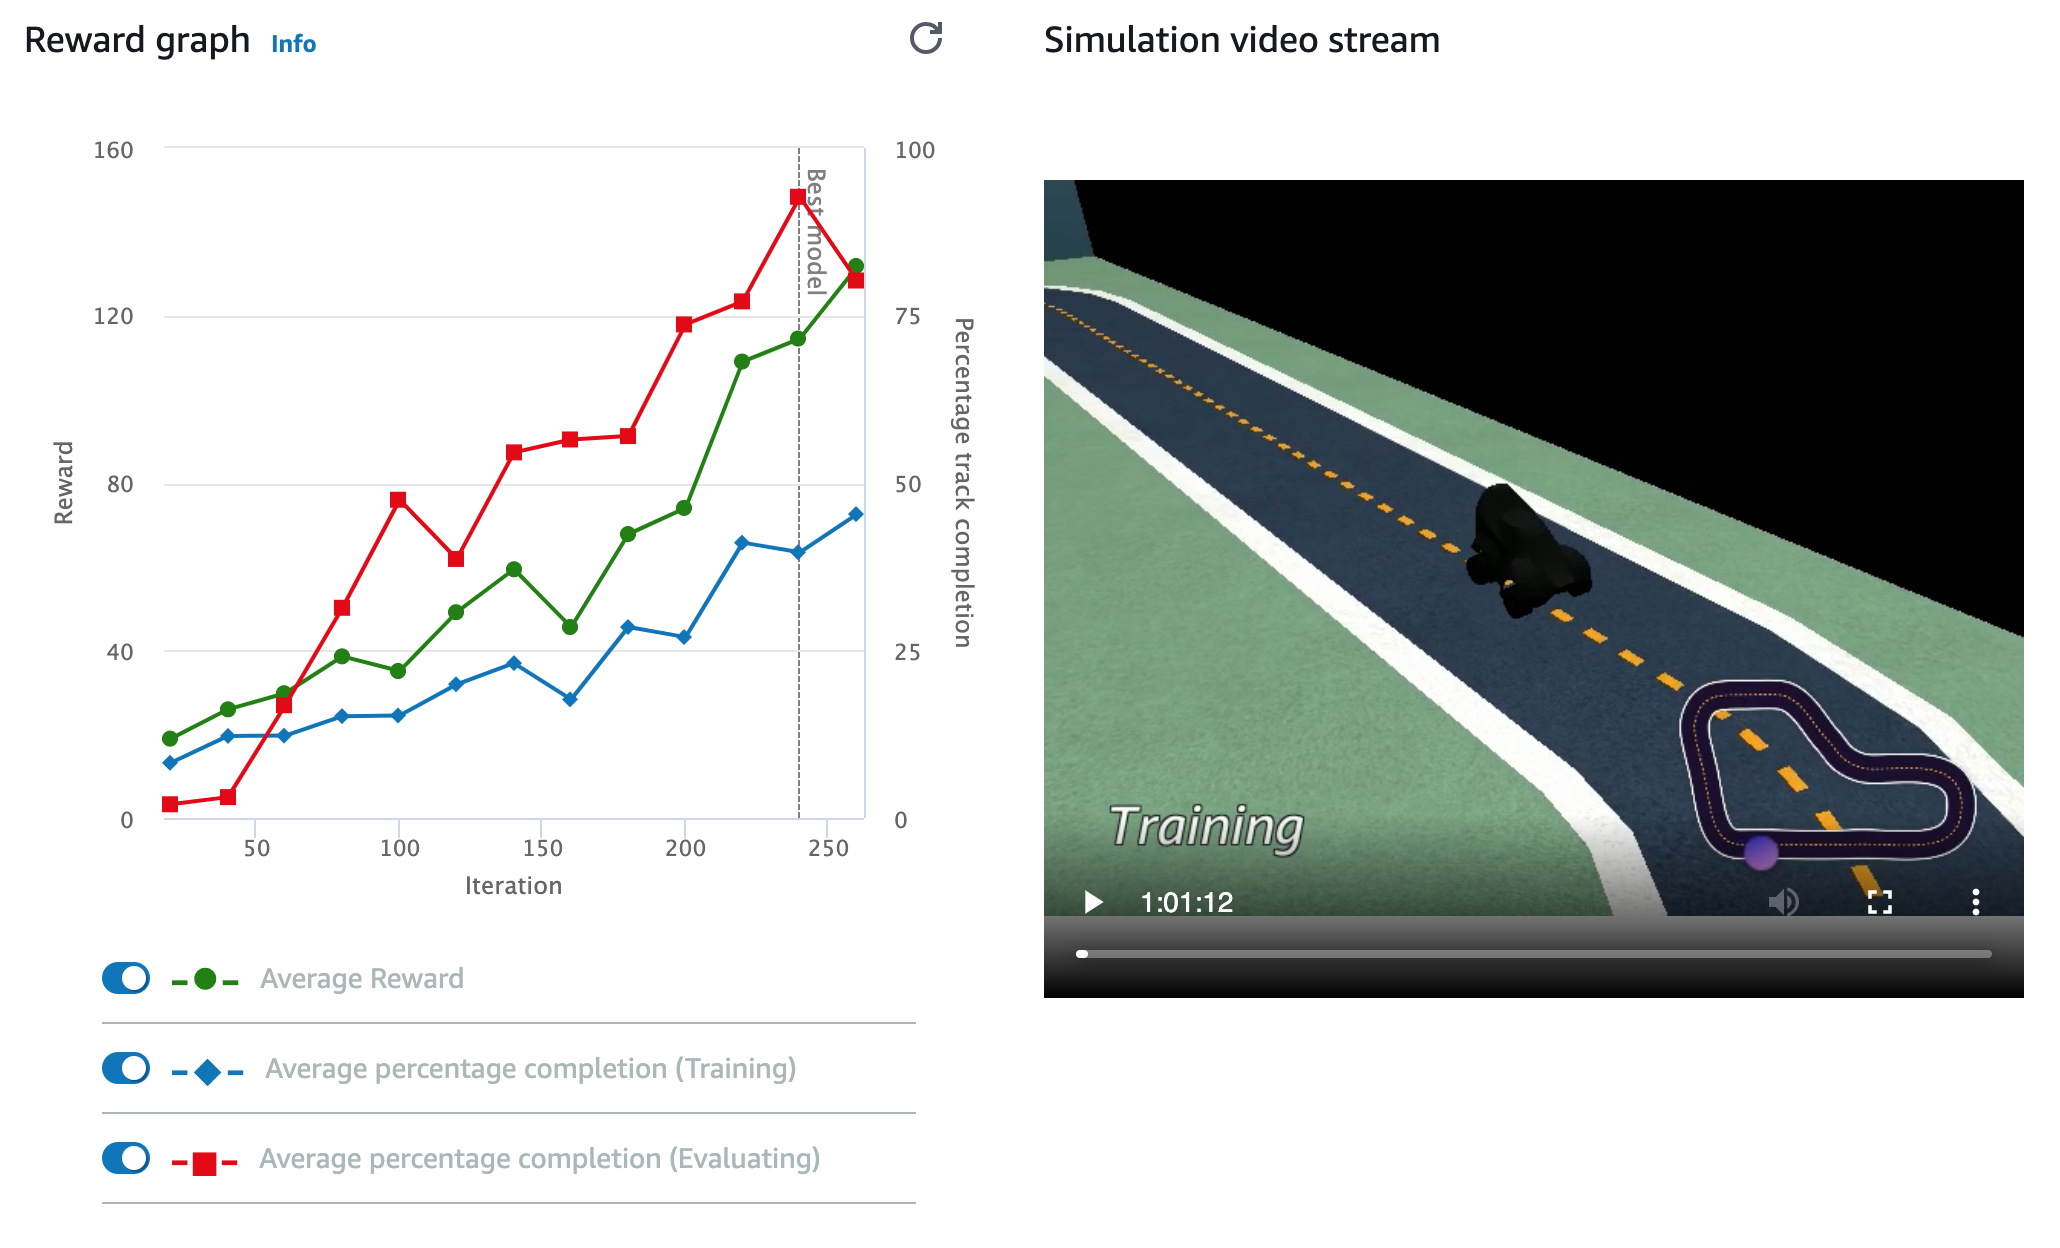 Reward graph Info
Simulation video stream
160
120
80
40
0
Reward
100
75
50
25
0
Percentage track completion
Best model
50 100 150 200 250
Iteration
Average Reward
Average percentage completion (Training)
Average percentage completion (Evaluating)
Training
1:01:12